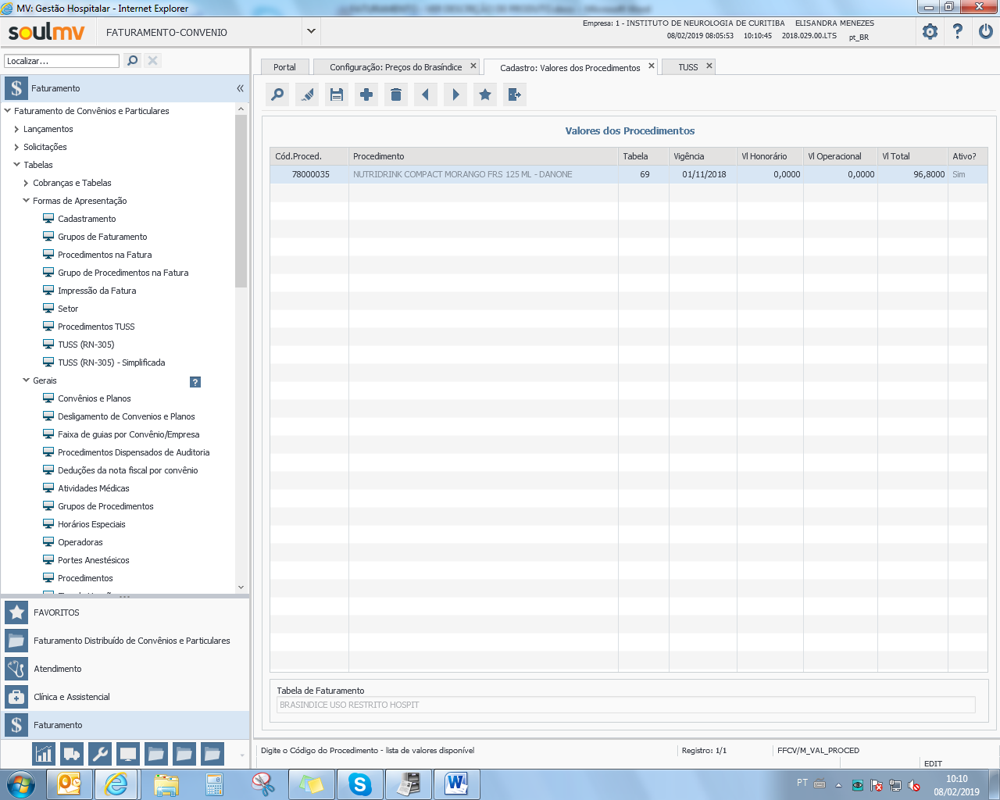 MV: Gestão Hospitalar - Internet Explorer
soulmv
FATURAMENTO-CONVENIO
Empresa: 1 - INSTITUTO DE NEUROLOGIA DE CURITIBA ELISANDRA MENEZES
08/02/2019 08:05:53 10:10:45 2018.029.00.LTS pt_BR
Localizar...
Portal
Configuração: Preços do Brasíndice
Cadastro: Valores dos Procedimentos
TUSS
Faturamento
Faturamento de Convênios e Particulares
Lançamentos
Solicitações
Tabelas
Cobranças e Tabelas
Formas de Apresentação
Cadastramento
Grupos de Faturamento
Procedimentos na Fatura
Grupo de Procedimentos na Fatura
Impressão da Fatura
Setor
Procedimentos TUSS
TUSS (RN-305)
TUSS (RN-305) - Simplificada
Gerais
Convênios e Planos
Desligamento de Convenios e Planos
Faixa de guias por Convênio/Empresa
Procedimentos Dispensados de Auditoria
Deduções da nota fiscal por convênio
Atividades Médicas
Grupos de Procedimentos
Horários Especiais
Operadoras
Portes Anestésicos
Procedimentos
FAVORITOS
Faturamento Distribuído de Convênios e Particulares
Atendimento
Clínica e Assistencial
Faturamento
Valores dos Procedimentos
Cód.Proced. Procedimento Tabela Vigência Vl Honorário Vl Operacional Vl Total Ativo?
78000035 NUTRIDRINK COMPACT MORANGO FRS 125 ML - DANONE 69 01/11/2018 0,0000 0,0000 96,8000 Sim
Tabela de Faturamento
BRASINDICE USO RESTRITO HOSPIT
Digite o Código do Procedimento - lista de valores disponível
Registro: 1/1
FFCV/M_VAL_PROCED
EDIT
PT
10:10
08/02/2019